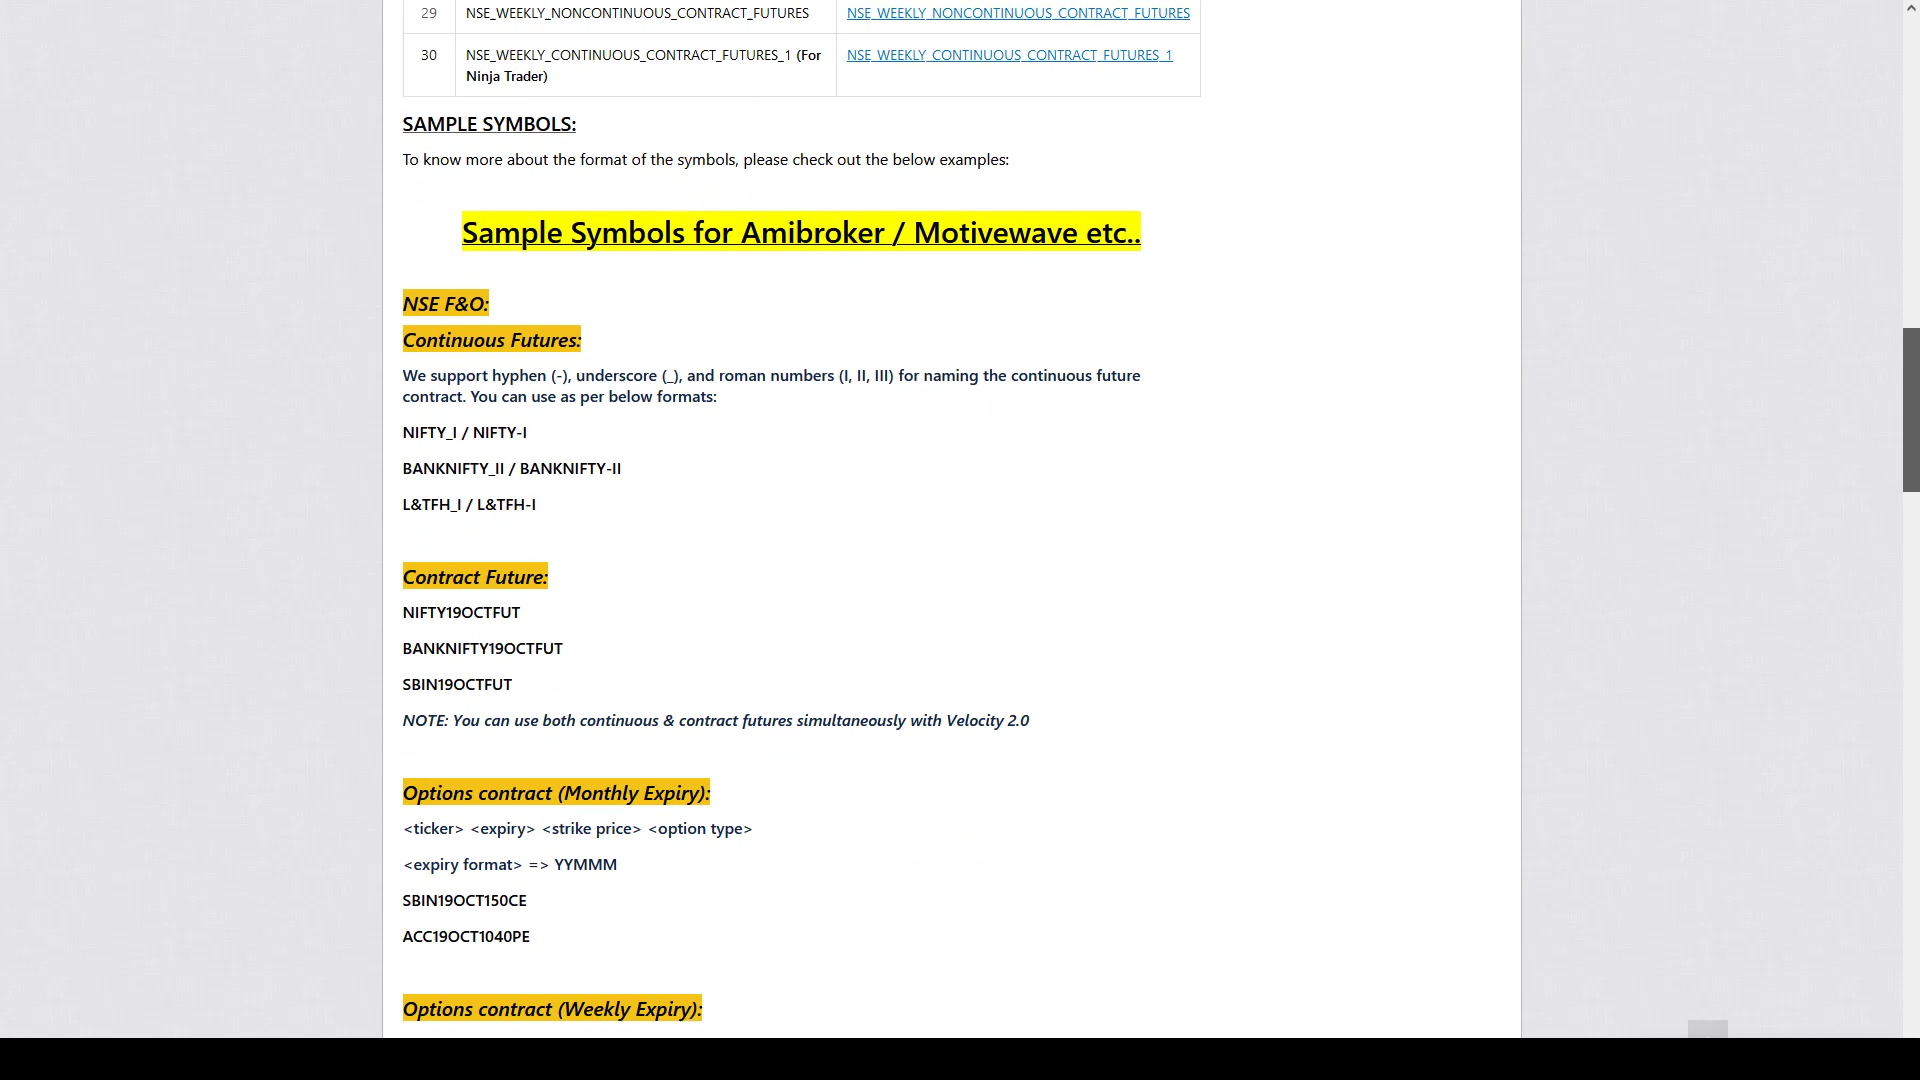 29 NSE_WEEKLY_NONCONTINUOUS_CONTRACT_FUTURES NSE_WEEKLY_NONCONTINUOUS_CONTRACT_FUTURES
30 NSE_WEEKLY_CONTINUOUS_CONTRACT_FUTURES_1 (For NSE_WEEKLY_CONTINUOUS_CONTRACT_FUTURES_1
Ninja Trader)
SAMPLE SYMBOLS:
To know more about the format of the symbols, please check out the below examples:
Sample Symbols for Amibroker / Motivewave etc..
NSE F&O:
Continuous Futures:
We support hyphen (-), underscore (_), and roman numbers (I, II, III) for naming the continuous future
contract. You can use as per below formats:
NIFTY_I / NIFTY-I
BANKNIFTY_II / BANKNIFTY-II
L&TFH_I / L&TFH-I
Contract Future:
NIFTY19OCTFUT
BANKNIFTY19OCTFUT
SBIN19OCTFUT
NOTE: You can use both continuous & contract futures simultaneously with Velocity 2.0
Options contract (Monthly Expiry):
<ticker> <expiry> <strike price> <option type>
<expiry format> => YYMMM
SBIN19OCT150CE
ACC19OCT1040PE
Options contract (Weekly Expiry):